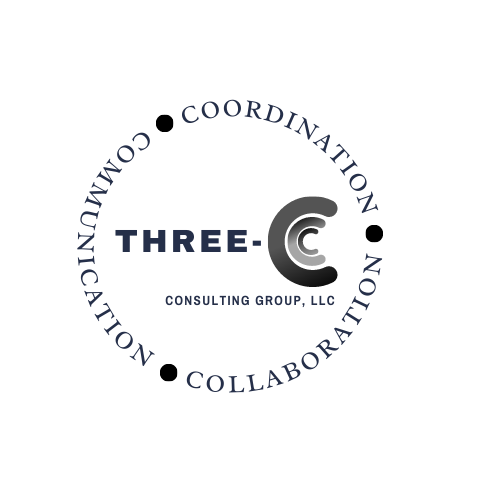 COORDINATION
COLLABORATION
COMMUNICATION
THREE-C
CONSULTING GROUP, LLC